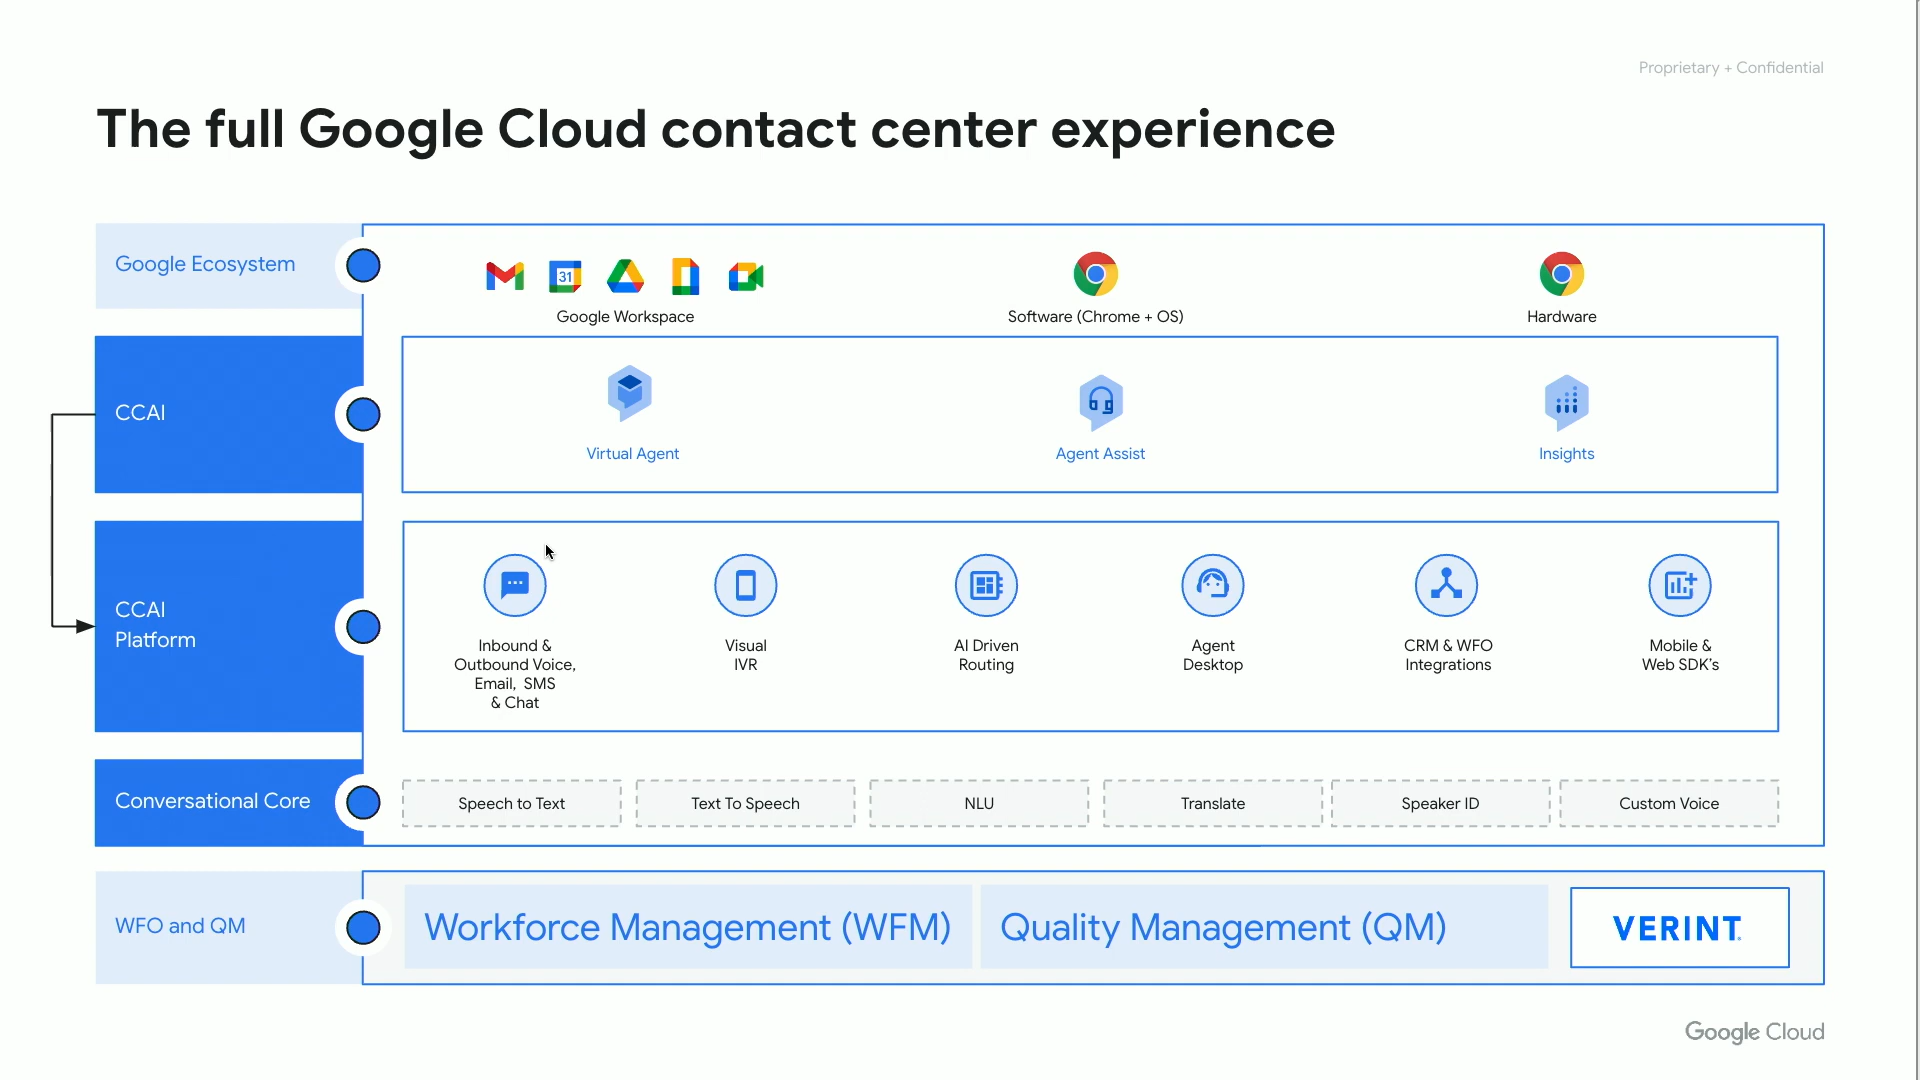 Proprietary + Confidential
The full Google Cloud contact center experience
Google Ecosystem
31
Google Workspace
Software (Chrome + OS)
Hardware
CCAI
Virtual Agent
Agent Assist
Insights
CCAI
Platform
Inbound &
Outbound Voice,
Email, SMS
& Chat
Visual
IVR
AI Driven
Routing
Agent
Desktop
CRM & WFO
Integrations
Mobile &
Web SDK's
Conversational Core
Speech to Text
Text To Speech
NLU
Translate
Speaker ID
Custom Voice
WFO and QM
Workforce Management (WFM)
Quality Management (QM)
VERINT
Google Cloud